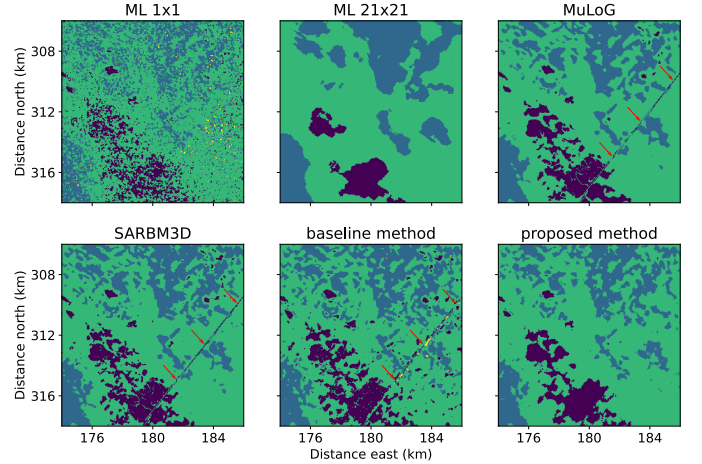 ML 1x1 ML 21x21 MuLoG
308
312
316
Distance north (km)
SARBM3D baseline method proposed method
308
312
316
Distance north (km)
176 180 184 176 180 184 176 180 184
Distance east (km)